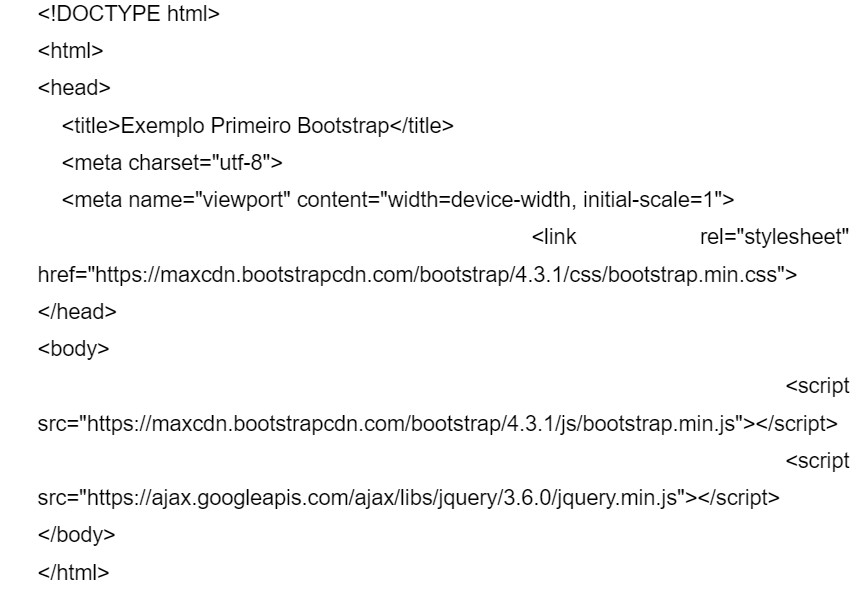 <!DOCTYPE html>
<html>
<head>
<title>Exemplo Primeiro Bootstrap</title>
<meta charset="utf-8">
<meta name="viewport" content="width=device-width, initial-scale=1">
<link rel="stylesheet"
href="https://maxcdn.bootstrapcdn.com/bootstrap/4.3.1/css/bootstrap.min.css">
</head>
<body>
<script
src="https://maxcdn.bootstrapcdn.com/bootstrap/4.3.1/js/bootstrap.min.js"></script>
<script
src="https://ajax.googleapis.com/ajax/libs/jquery/3.6.0/jquery.min.js"></script>
</body>
</html>